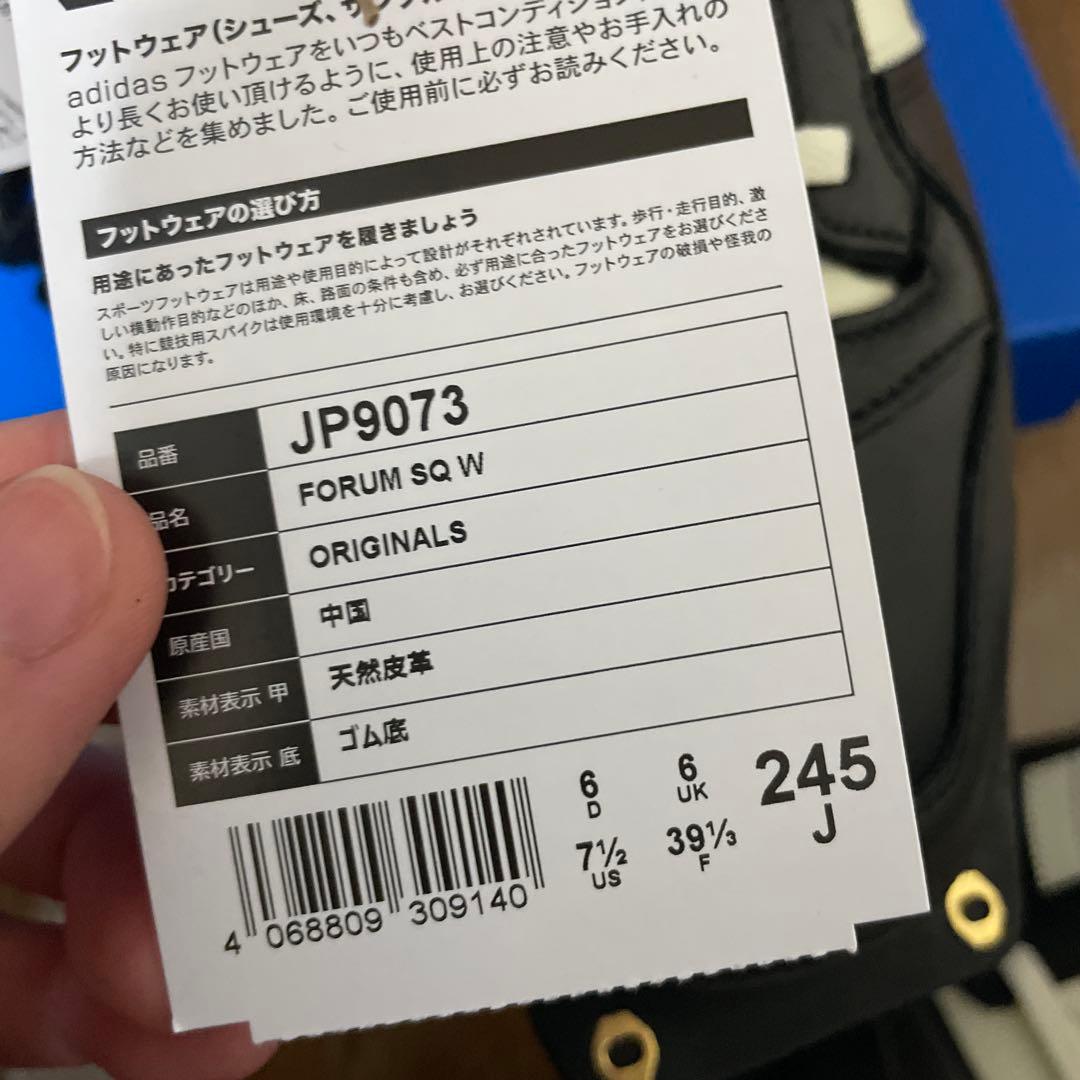 フットウェア(シューズ、サンダル
adidas フットウェアをいつもベストコンディション
より長くお使い頂けるように、使用上の注意やお手入れの
方法などを集めました。ご使用前に必ずお読みください。
フットウェアの選び方
用途にあったフットウェアを履きましょう
スポーツフットウェアは用途や使用目的によって設計がそれぞれされています。歩行・走行目的、激
しい横動作目的などのほか、床、路面の条件も含め、必ず用途に合ったフットウェアをお選びくださ
い。特に競技用スパイクは使用環境を十分に考慮し、お選びください。フットウェアの破損や怪我の
原因になります。
品番 JP9073
品名 FORUM SQ W
カテゴリー ORIGINALS
原産国 中国
素材表示 甲 天然皮革
素材表示 底 ゴム底
6 D 6 UK 245 J
7½ US 39⅓ F
4 068809 309140